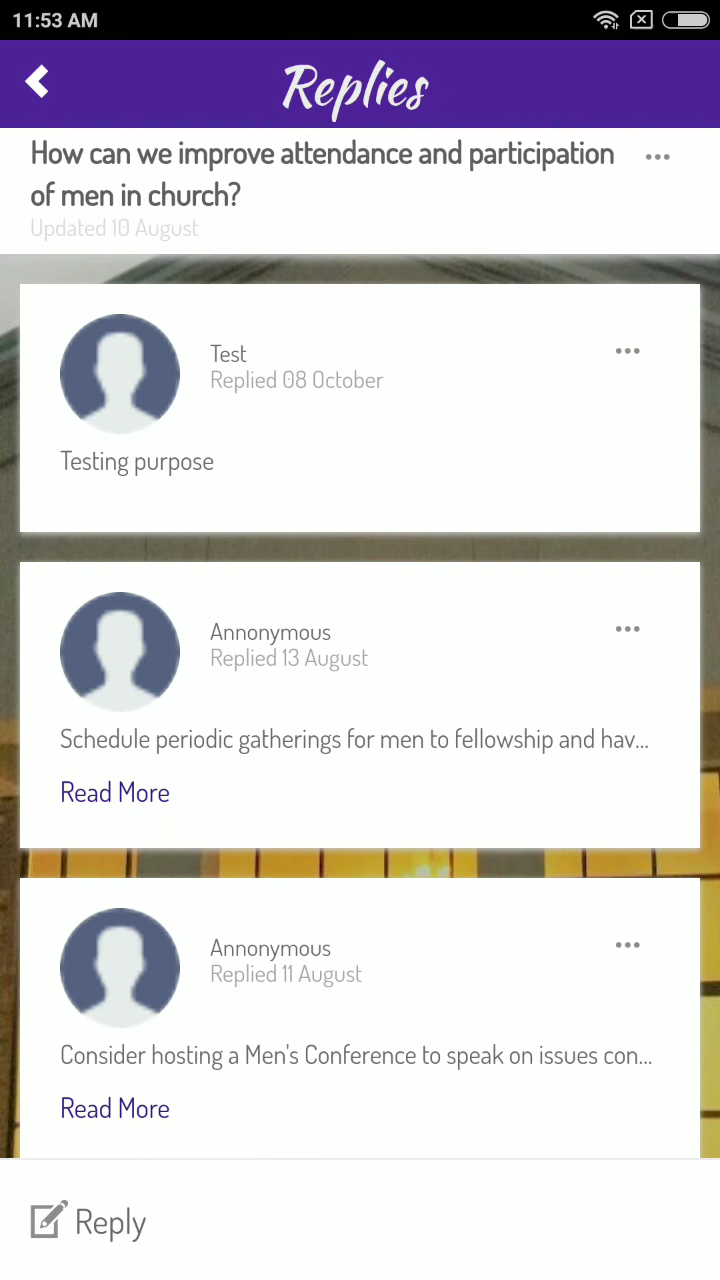 11:53 AM
Replies
How can we improve attendance and participation
of men in church?
Updated 10 August
Test
Replied 08 October
Testing purpose
Annonymous
Replied 13 August
Schedule periodic gatherings for men to fellowship and hav...
Read More
Annonymous
Replied 11 August
Consider hosting a Men's Conference to speak on issues con...
Read More
Reply